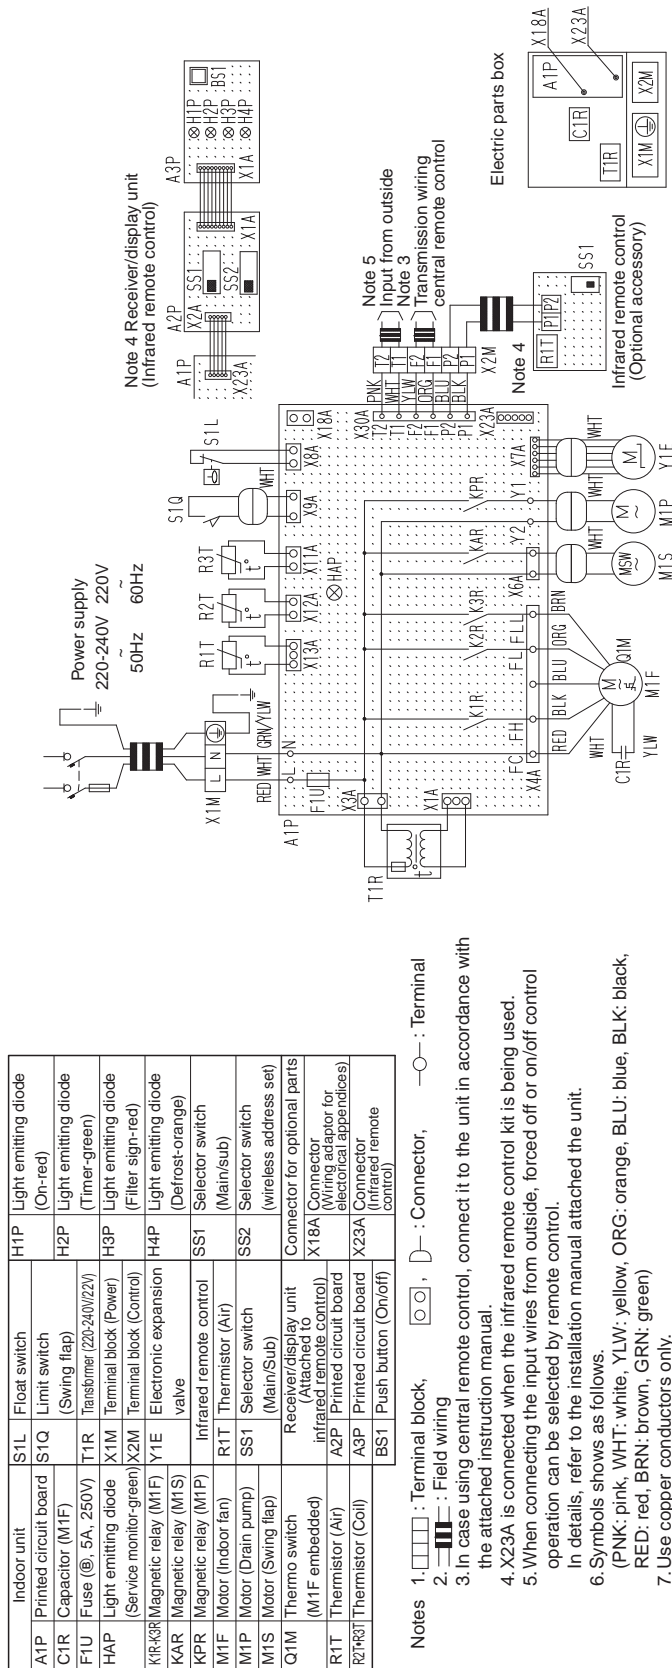 Indoor unit
A1P Printed circuit board
C1R Capacitor (M1F)
F1U Fuse (Ⓑ, 5A, 250V)
HAP Light emitting diode
(Service monitor-green)
K1R-K3R Magnetic relay (M1F)
KAR Magnetic relay (M1S)
KPR Magnetic relay (M1P)
M1F Motor (Indoor fan)
M1P Motor (Drain pump)
M1S Motor (Swing flap)
Q1M Thermo switch
(M1F embedded)
R1T Thermistor (Air)
R2T•R3T Thermistor (Coil)
S1L Float switch
S1Q Limit switch
(Swing flap)
T1R Transformer (220-240V/22V)
X1M Terminal block (Power)
X2M Terminal block (Control)
Y1E Electronic expansion
valve
Infrared remote control
R1T Thermistor (Air)
SS1 Selector switch
(Main/Sub)
Receiver/display unit
(Attached to
infrared remote control)
A2P Printed circuit board
A3P Printed circuit board
BS1 Push button (On/off)
H1P Light emitting diode
(On-red)
H2P Light emitting diode
(Timer-green)
H3P Light emitting diode
(Filter sign-red)
H4P Light emitting diode
(Defrost-orange)
SS1 Selector switch
(Main/sub)
SS2 Selector switch
(wireless address set)
Connector for optional parts
X18A Connector
(Wiring adaptor for
electorical appendices)
X23A Connector
(Infrared remote
control)
Notes 1. : Terminal block, , : Connector, : Terminal
2. : Field wiring
3. In case using central remote control, connect it to the unit in accordance with
the attached instruction manual.
4. X23A is connected when the infrared remote control kit is being used.
5. When connecting the input wires from outside, forced off or on/off control
operation can be selected by remote control.
In details, refer to the installation manual attached the unit.
6. Symbols shows as follows.
(PNK: pink, WHT: white, YLW: yellow, ORG: orange, BLU: blue, BLK: black,
RED: red, BRN: brown, GRN: green)
7. Use copper conductors only.
Power supply
220-240V 220V
~ ~
50Hz 60Hz
X1M
L N
RED WHT GRN/YLW
A1P
L N
F1U
X3A
X1A
T1R
t°
R1T R2T R3T S1Q S1L
t° t° t°
WHT
X13A X12A X11A X9A X8A X18A
HAP
K1R K2R K3R KAR KPR
X4A
FC FH FL FLL
X6A Y2 Y1 X7A
RED BLK BLU ORG BRN
WHT
C1R
YLW
M~
Q1M
M1F
WHT WHT WHT
MSW M~ M
M1S M1P Y1E
X30A
T2 PNK T2
T1 WHT T1
F2 YLW F2
F1 ORG F1
P2 BLU P2
P1 BLK P1
X23A
X2M
Note 5
Input from outside
Note 3
Transmission wiring
central remote control
Note 4
R1T
P1P2
SS1
Infrared remote control
(Optional accessory)
Note 4 Receiver/display unit
(Infrared remote control)
A1P
X23A
A2P
X2A
SS1
SS2
X1A
A3P
X1A
H1P
H2P
H3P
H4P
BS1
Electric parts box
A1P
X18A
X23A
C1R
T1R
X1M
X2M